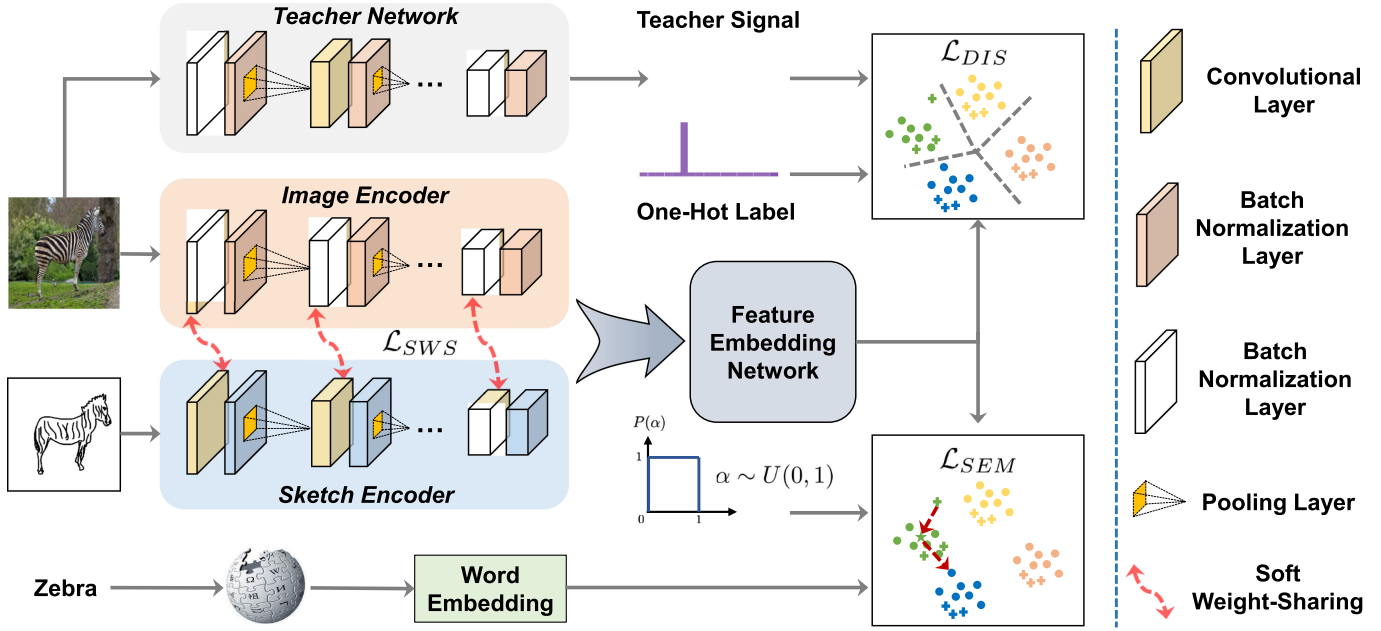 Teacher Network
Teacher Signal
...
One-Hot Label
Image Encoder
...
ℒ_SWS
...
Sketch Encoder
Feature
Embedding
Network
P(α)
1
0
1
α ∼ U(0, 1)
Zebra
Word
Embedding
ℒ_DIS
ℒ_SEM
Convolutional
Layer
Batch
Normalization
Layer
Batch
Normalization
Layer
Pooling Layer
Soft
Weight-Sharing